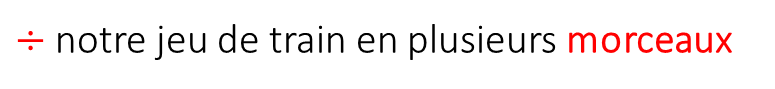 ÷ notre jeu de train en plusieurs morceaux